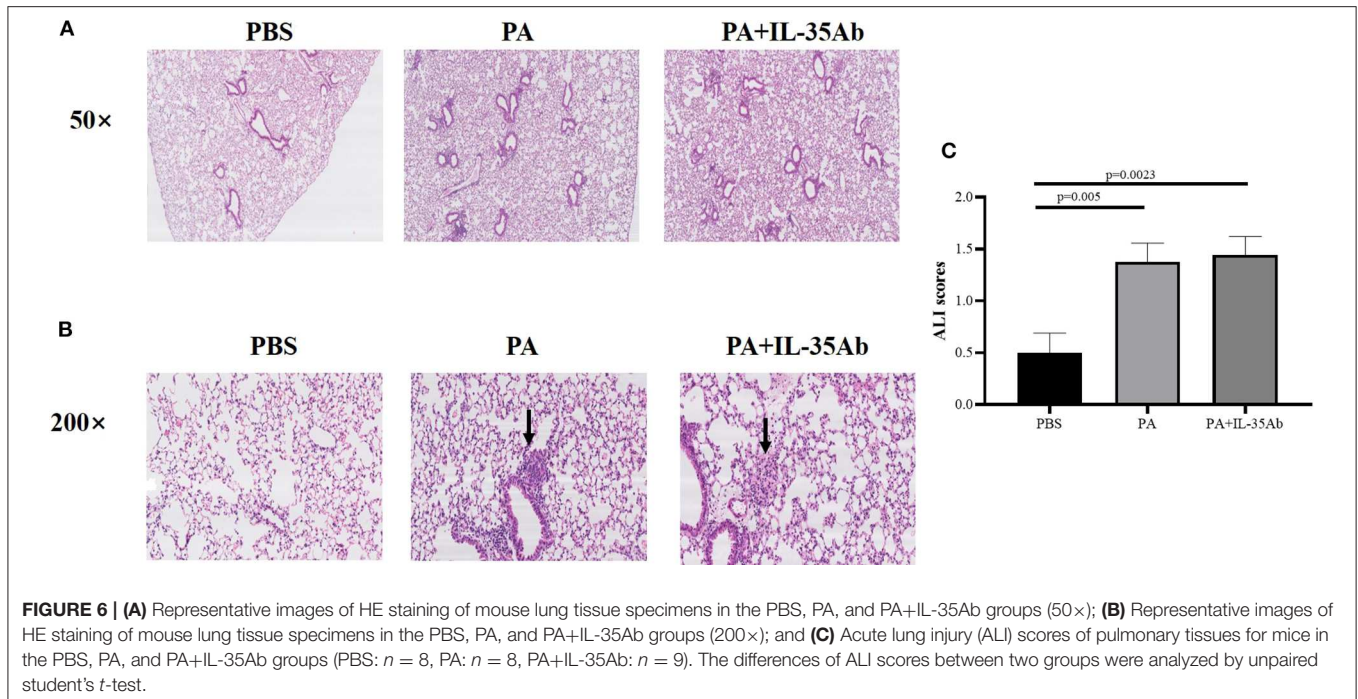 A
PBS
PA
PA+IL-35Ab
50×
B
PBS
PA
PA+IL-35Ab
200×
C
p=0.0023
p=0.005
2.0
1.5
1.0
0.5
0.0
ALI scores
PBS
PA
PA+IL-35Ab
FIGURE 6 | (A) Representative images of HE staining of mouse lung tissue specimens in the PBS, PA, and PA+IL-35Ab groups (50×); (B) Representative images of
HE staining of mouse lung tissue specimens in the PBS, PA, and PA+IL-35Ab groups (200×); and (C) Acute lung injury (ALI) scores of pulmonary tissues for mice in
the PBS, PA, and PA+IL-35Ab groups (PBS: n = 8, PA: n = 8, PA+IL-35Ab: n = 9). The differences of ALI scores between two groups were analyzed by unpaired
student's t-test.